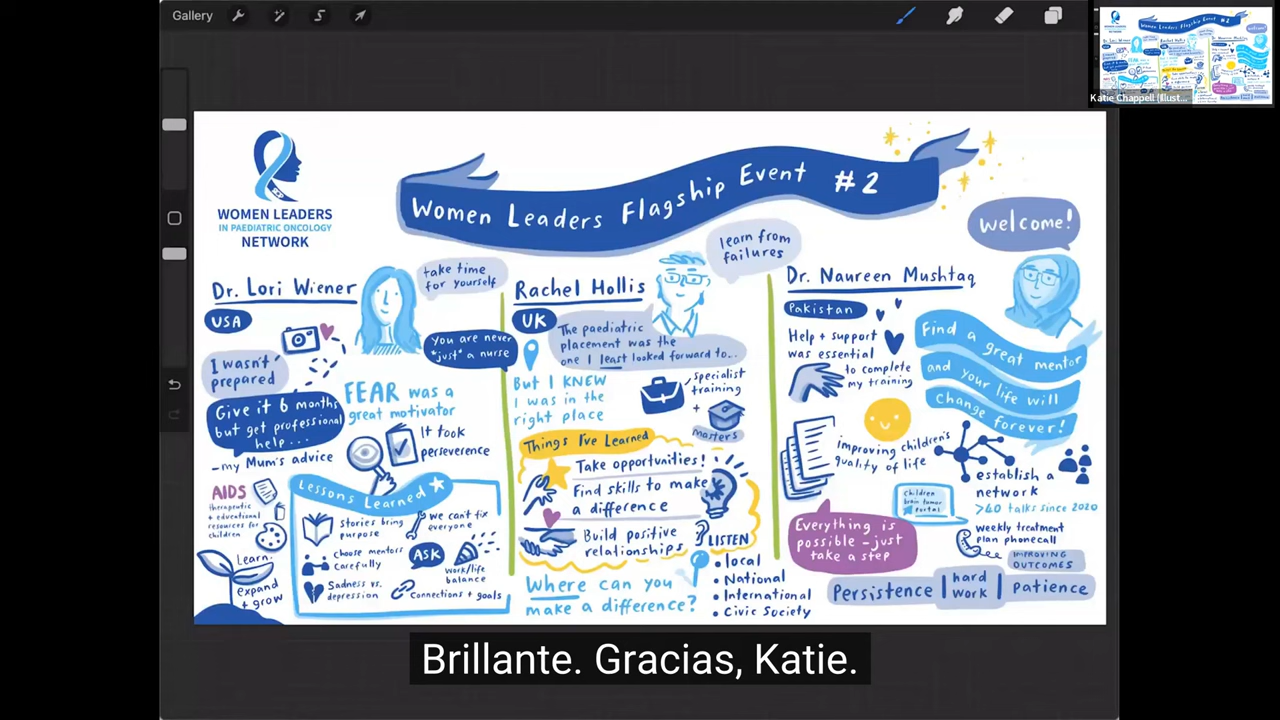 Gallery
Katie Chappell (Illust...
WOMEN LEADERS
IN PAEDIATRIC ONCOLOGY
NETWORK
Women Leaders Flagship Event #2
Welcome!
Dr. Lori Wiener
USA
take time
for yourself
I wasn't
prepared
You are never
"just" a nurse
Give it 6 months
but get professional
help...
–my Mum's advice
FEAR was a
great motivator
It took
perseverence
AIDS
therapeutic
+ educational
resources for
children
Learn,
expand
+ grow
Lessons Learned
Stories bring
purpose
we can't fix
everyone
choose mentors
carefully
ASK
Work/life
balance
Sadness vs.
depression
Connections + goals
Rachel Hollis
UK
learn from
failures
The paediatric
placement was the
one I least looked forward to...
But I KNEW
I was in the
right place
specialist
training
+
masters
Things I've Learned
Take opportunities!
Find skills to make
a difference
Build positive
relationships
LISTEN
Where can you
make a difference?
• local
• National
• International
• Civic Society
Dr. Naureen Mushtaq
Pakistan
Help + support
was essential
to complete
my training
Find a great mentor
and your life will
change forever!
improving children's
quality of life
Children
brain tumor
portal
establish a
network
>40 talks since 2020
weekly treatment
plan phonecall
IMPROVING
OUTCOMES
Everything is
possible – just
take a step
Persistence | hard work | Patience
Brillante. Gracias, Katie.